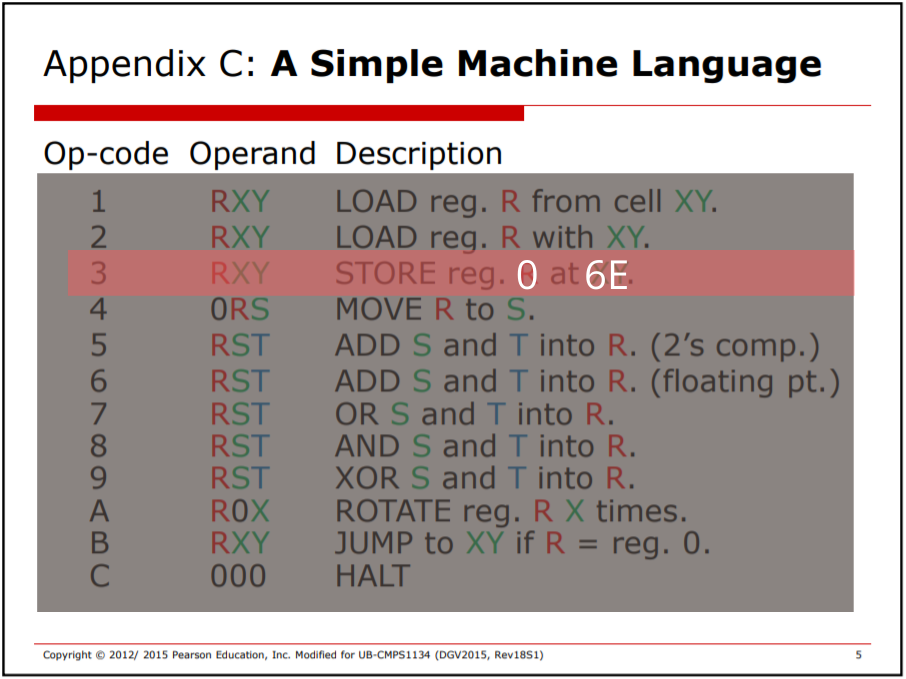 Appendix C: A Simple Machine Language
Op-code Operand Description
1 RXY LOAD reg. R from cell XY.
2 RXY LOAD reg. R with XY.
3 RXY STORE reg. 0 at 6E.
4 0RS MOVE R to S.
5 RST ADD S and T into R. (2’s comp.)
6 RST ADD S and T into R. (floating pt.)
7 RST OR S and T into R.
8 RST AND S and T into R.
9 RST XOR S and T into R.
A R0X ROTATE reg. R X times.
B RXY JUMP to XY if R = reg. 0.
C 000 HALT
Copyright © 2012/ 2015 Pearson Education, Inc. Modified for UB-CMPS1134 (DGV2015, Rev18S1) 5